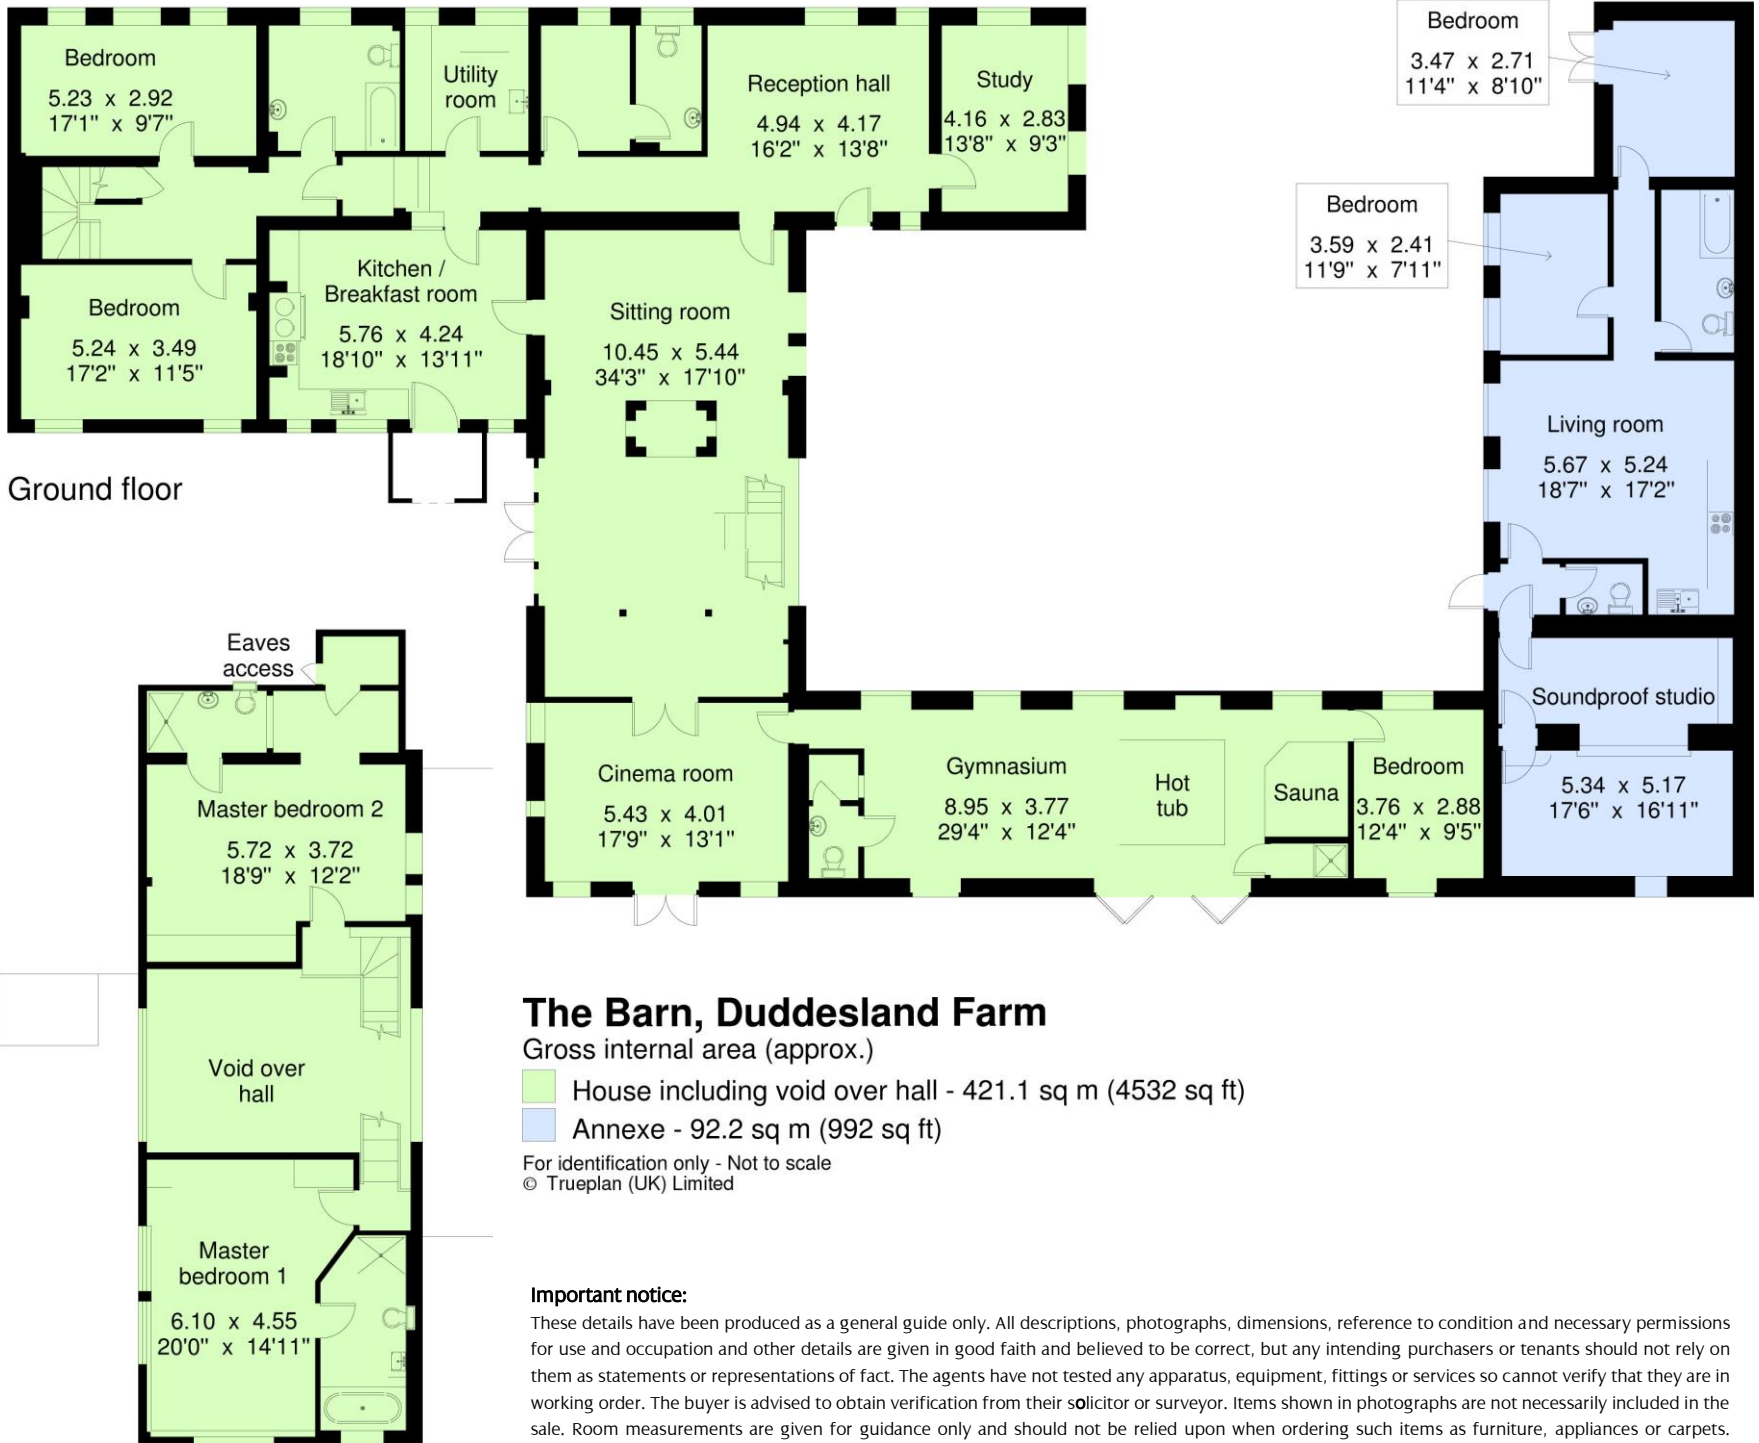 Bedroom
5.23 x 2.92
17'1" x 9'7"
Utility
room
Reception hall
4.94 x 4.17
16'2" x 13'8"
Study
4.16 x 2.83
13'8" x 9'3"
Bedroom
3.47 x 2.71
11'4" x 8'10"
Bedroom
3.59 x 2.41
11'9" x 7'11"
Bedroom
5.24 x 3.49
17'2" x 11'5"
Kitchen /
Breakfast room
5.76 x 4.24
18'10" x 13'11"
Sitting room
10.45 x 5.44
34'3" x 17'10"
Living room
5.67 x 5.24
18'7" x 17'2"
Ground floor
Eaves
access
Soundproof studio
5.34 x 5.17
17'6" x 16'11"
Master bedroom 2
5.72 x 3.72
18'9" x 12'2"
Cinema room
5.43 x 4.01
17'9" x 13'1"
Gymnasium
8.95 x 3.77
29'4" x 12'4"
Hot
tub
Sauna
Bedroom
3.76 x 2.88
12'4" x 9'5"
Void over
hall
Master
bedroom 1
6.10 x 4.55
20'0" x 14'11"
The Barn, Duddesland Farm
Gross internal area (approx.)
House including void over hall - 421.1 sq m (4532 sq ft)
Annexe - 92.2 sq m (992 sq ft)
For identification only - Not to scale
© Trueplan (UK) Limited
Important notice:
These details have been produced as a general guide only. All descriptions, photographs, dimensions, reference to condition and necessary permissions
for use and occupation and other details are given in good faith and believed to be correct, but any intending purchasers or tenants should not rely on
them as statements or representations of fact. The agents have not tested any apparatus, equipment, fittings or services so cannot verify that they are in
working order. The buyer is advised to obtain verification from their solicitor or surveyor. Items shown in photographs are not necessarily included in the
sale. Room measurements are given for guidance only and should not be relied upon when ordering such items as furniture, appliances or carpets.